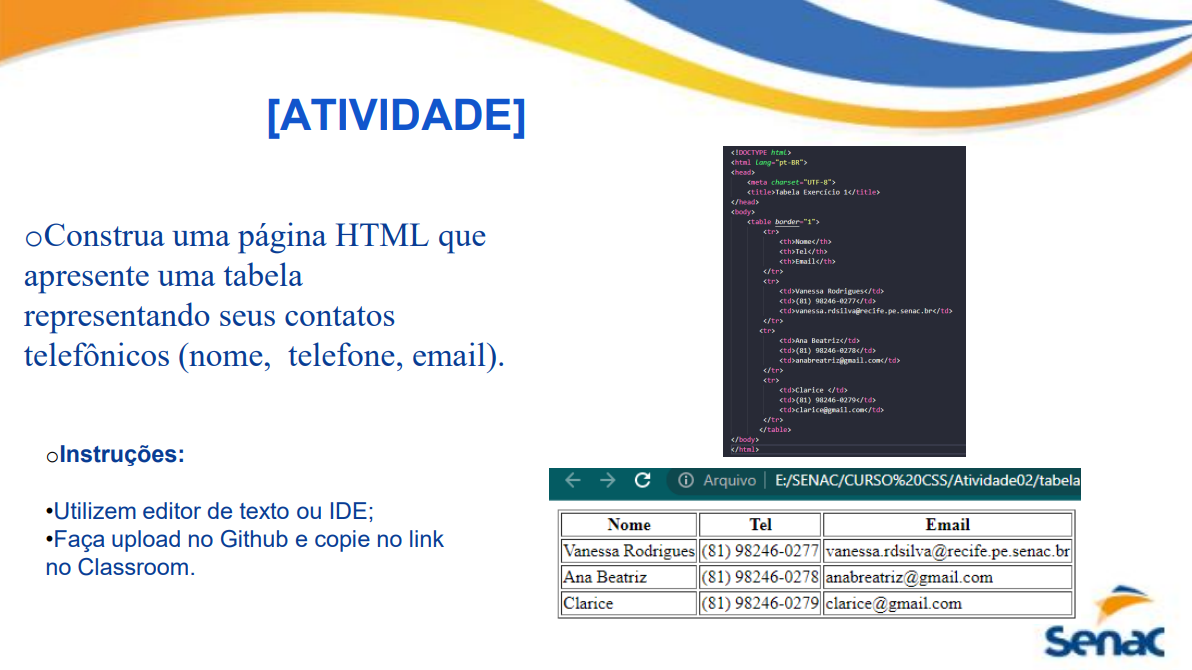 [ATIVIDADE]
oConstrua uma página HTML que
apresente uma tabela
representando seus contatos
telefônicos (nome,  telefone, email).
oInstruções:
•Utilizem editor de texto ou IDE;
•Faça upload no Github e copie no link
no Classroom.
<!DOCTYPE html>
<html lang="pt-BR">
<head>
<meta charset="UTF-8">
<title>Tabela Exercício 1</title>
</head>
<body>
<table border="1">
<tr>
<th>Nome</th>
<th>Tel</th>
<th>Email</th>
</tr>
<tr>
<td>Vanessa Rodrigues</td>
<td>(81) 98246-0277</td>
<td>vanessa.rdsilva@recife.pe.senac.br</td>
</tr>
<tr>
<td>Ana Beatriz</td>
<td>(81) 98246-0278</td>
<td>anabreatriz@gmail.com</td>
</tr>
<tr>
<td>Clarice </td>
<td>(81) 98246-0279</td>
<td>clarice@gmail.com</td>
</tr>
</table>
</body>
</html>
Arquivo | E:/SENAC/CURSO%20CSS/Atividade02/tabela
Nome Tel Email
Vanessa Rodrigues (81) 98246-0277 vanessa.rdsilva@recife.pe.senac.br
Ana Beatriz (81) 98246-0278 anabreatriz@gmail.com
Clarice (81) 98246-0279 clarice@gmail.com
Senac